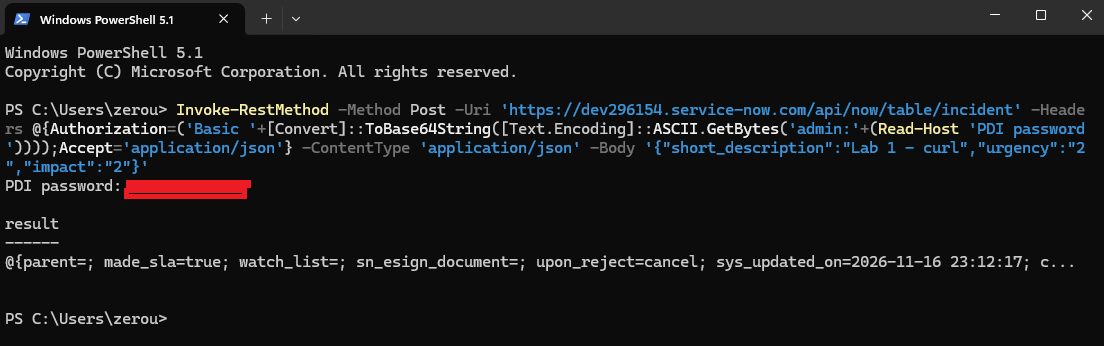 Windows PowerShell 5.1
Windows PowerShell 5.1
Copyright (C) Microsoft Corporation. All rights reserved.
PS C:\Users\zerou> Invoke-RestMethod -Method Post -Uri 'https://dev296154.service-now.com/api/now/table/incident' -Heade
rs @{Authorization=('Basic '+[Convert]::ToBase64String([Text.Encoding]::ASCII.GetBytes('admin:'+(Read-Host 'PDI password
'))));Accept='application/json'} -ContentType 'application/json' -Body '{"short_description":"Lab 1 - curl","urgency":"2
","impact":"2"}'
PDI password:
result
------
@{parent=; made_sla=true; watch_list=; sn_esign_document=; upon_reject=cancel; sys_updated_on=2026-11-16 23:12:17; c...
PS C:\Users\zerou>